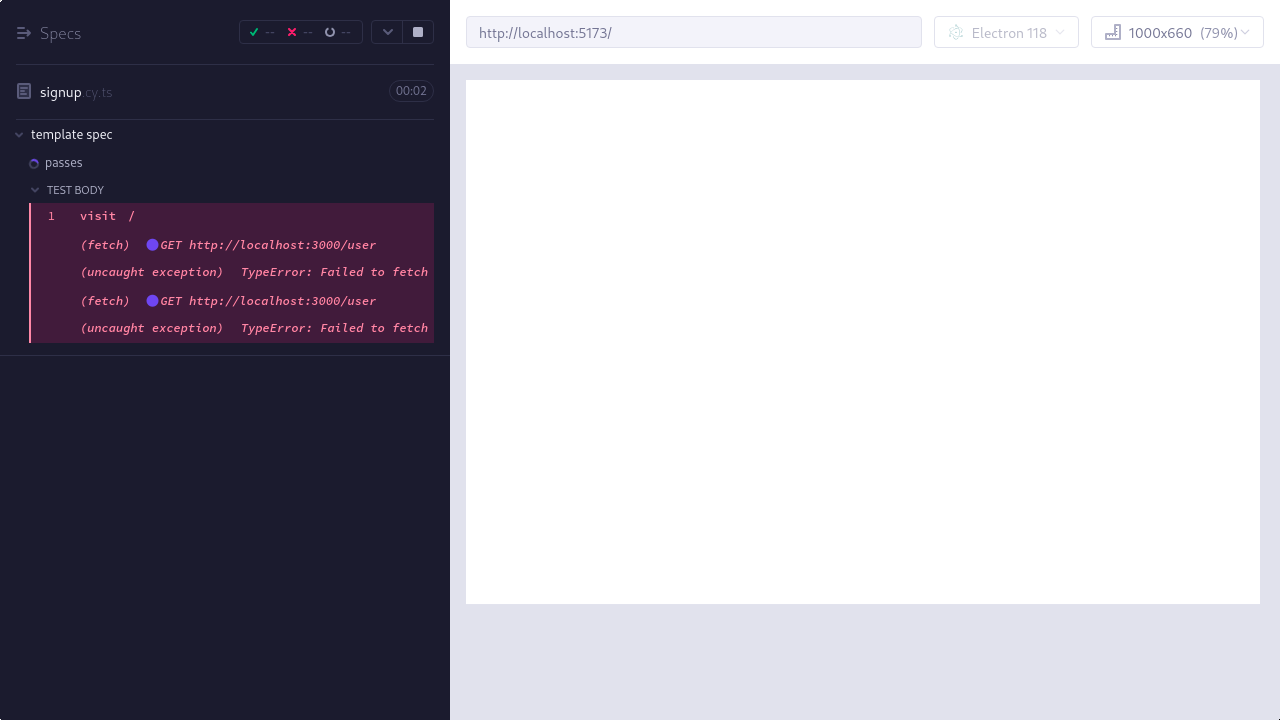 Specs
-- -- --
signup.cy.ts
00:02
template spec
passes
TEST BODY
1 visit /
(fetch) GET http://localhost:3000/user
(uncaught exception) TypeError: Failed to fetch
(fetch) GET http://localhost:3000/user
(uncaught exception) TypeError: Failed to fetch
http://localhost:5173/
Electron 118
1000x660 (79%)